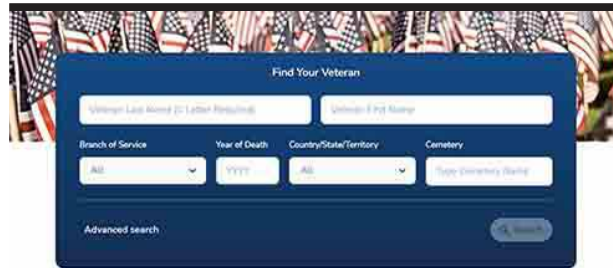 Find Your Veteran
Veteran Last Name (1 Letter Required) Veteran First Name
Branch of Service Year of Death Country/State/Territory Cemetery
All YYYY All Type Cemetery Name
Advanced search Search